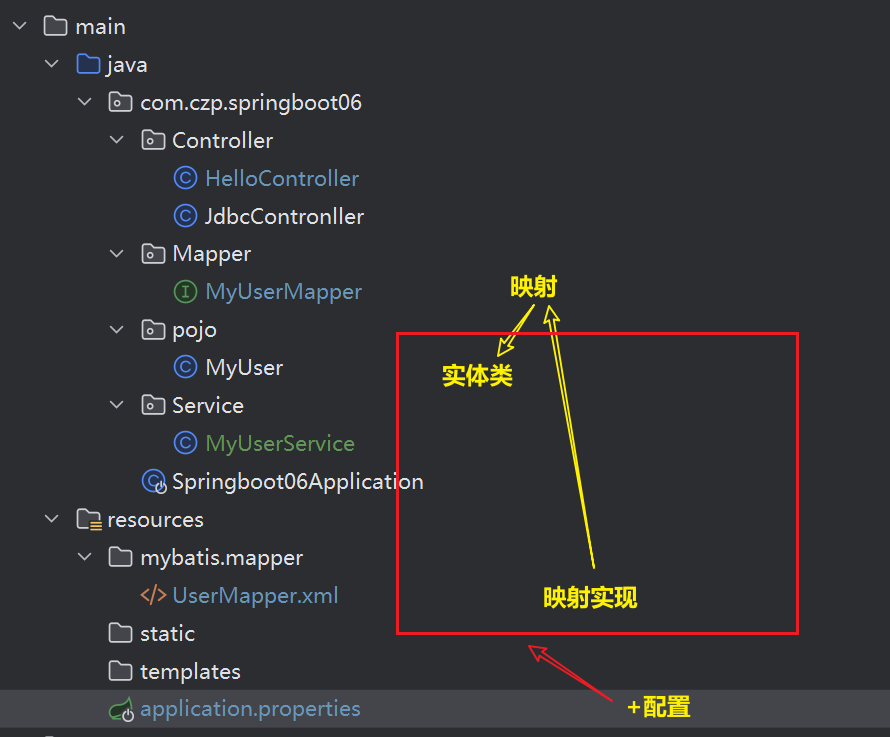 main
java
com.czp.springboot06
Controller
HelloController
JdbcContronller
Mapper
MyUserMapper
映射
pojo
MyUser
实体类
Service
MyUserService
Springboot06Application
resources
mybatis.mapper
UserMapper.xml
映射实现
static
templates
application.properties
+配置